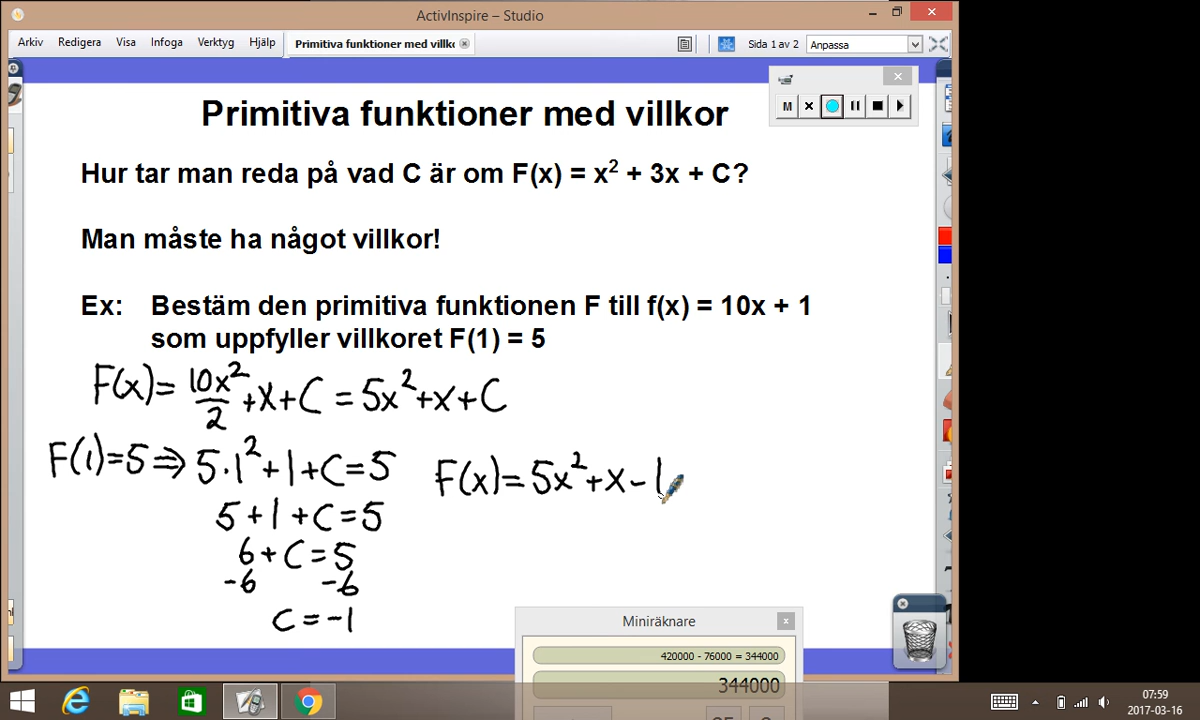 ActivInspire – Studio
Arkiv Redigera Visa Infoga Verktyg Hjälp Primitiva funktioner med villk Sida 1 av 2 Anpassa
M
Primitiva funktioner med villkor
Hur tar man reda på vad C är om F(x) = x² + 3x + C?
Man måste ha något villkor!
Ex: Bestäm den primitiva funktionen F till f(x) = 10x + 1
som uppfyller villkoret F(1) = 5
F(x) = 10x²/2 + x + C = 5x² + x + C
F(1) = 5 ⇒ 5·1² + 1 + C = 5
F(x) = 5x² + x − 1
5 + 1 + C = 5
6 + C = 5
-6 -6
C = -1
Miniräknare
420000 - 76000 = 344000
344000
07:59
2017-03-16